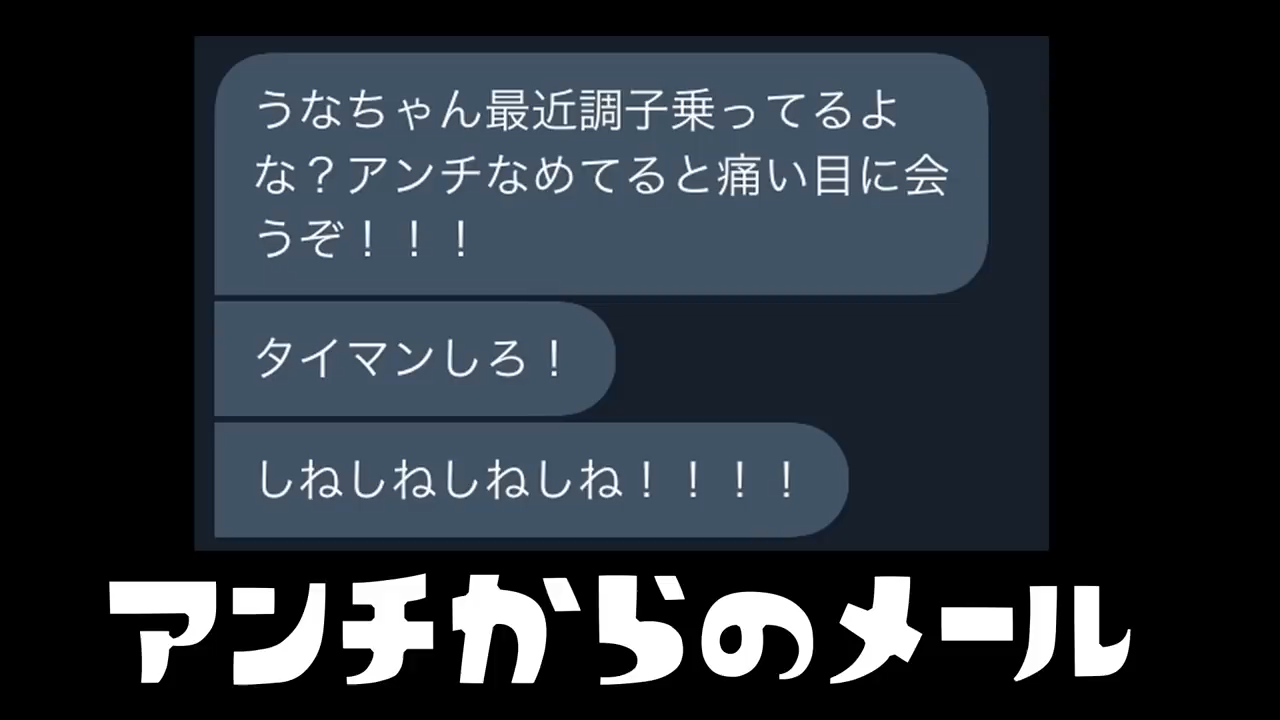 うなちゃん最近調子乗ってるよ
な？アンチなめてると痛い目に会
うぞ！！！
タイマンしろ！
しねしねしねしね！！！！
アンチからのメール